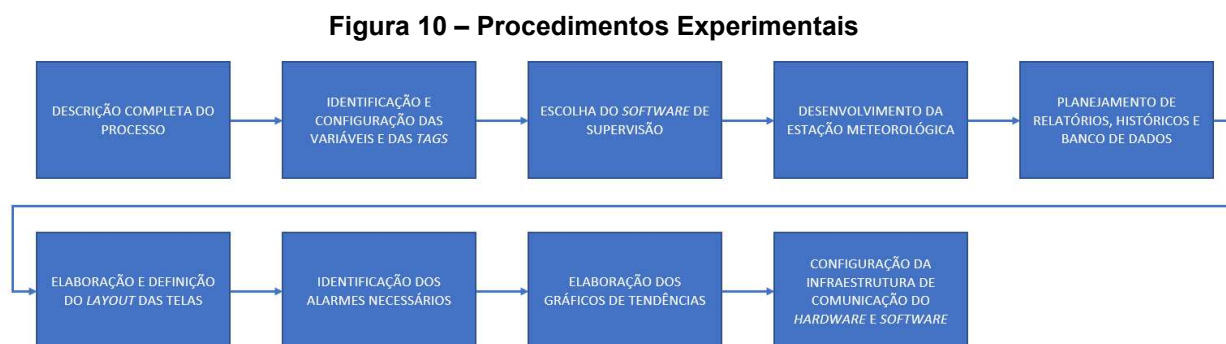 Figura 10 – Procedimentos Experimentais
DESCRIÇÃO COMPLETA DO
PROCESSO
IDENTIFICAÇÃO E
CONFIGURAÇÃO DAS
VARIÁVEIS E DAS TAGS
ESCOLHA DO SOFTWARE DE
SUPERVISÃO
DESENVOLVIMENTO DA
ESTAÇÃO METEOROLÓGICA
PLANEJAMENTO DE
RELATÓRIOS, HISTÓRICOS E
BANCO DE DADOS
ELABORAÇÃO E DEFINIÇÃO
DO LAYOUT DAS TELAS
IDENTIFICAÇÃO DOS
ALARMES NECESSÁRIOS
ELABORAÇÃO DOS
GRÁFICOS DE TENDÊNCIAS
CONFIGURAÇÃO DA
INFRAESTRUTURA DE
COMUNICAÇÃO DO
HARDWARE E SOFTWARE